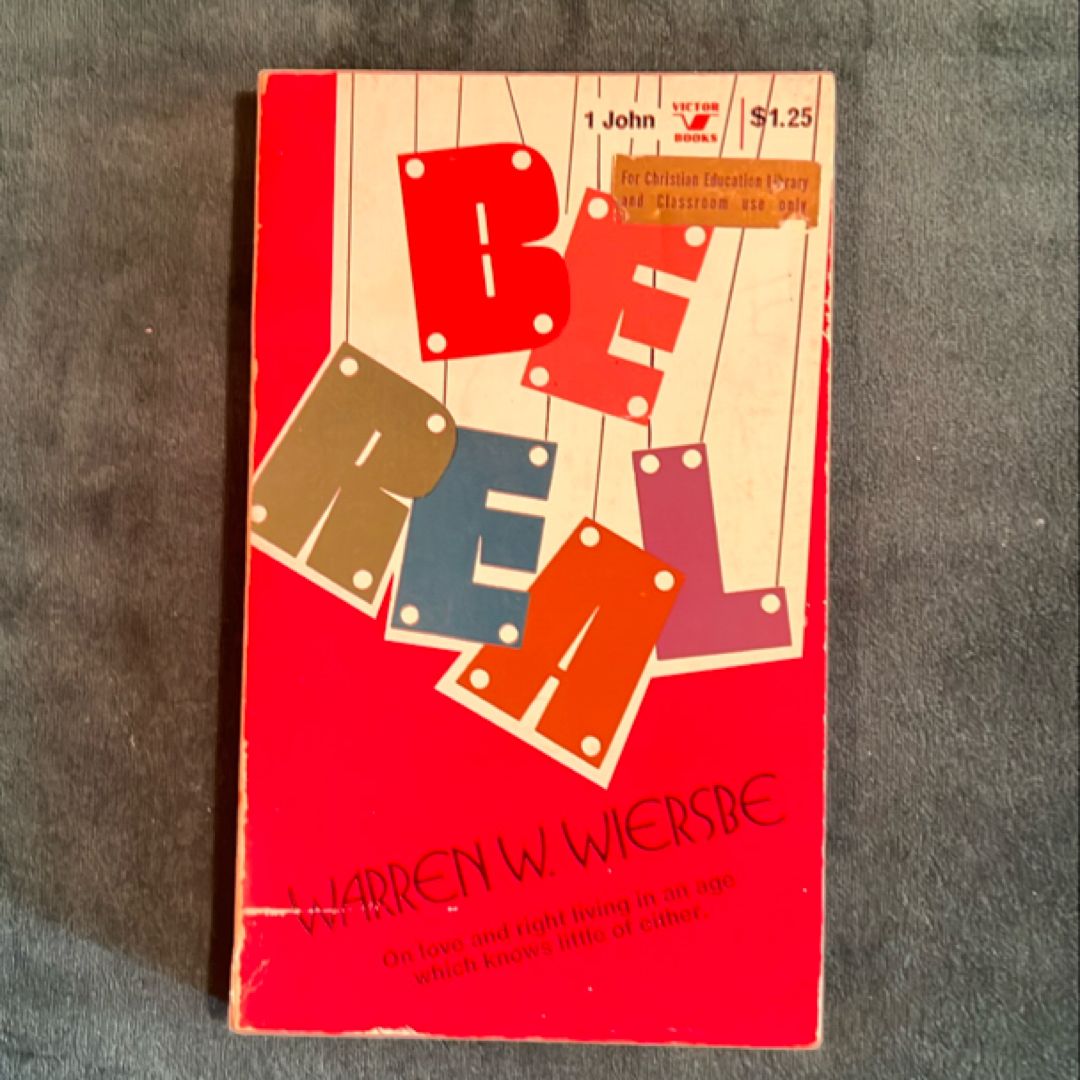 1 John VICTOR BOOKS $1.25
For Christian Education Library
and Classroom use only
BE
REAL
WARREN W. WIERSBE
On love and right living in an age
which knows little of either.